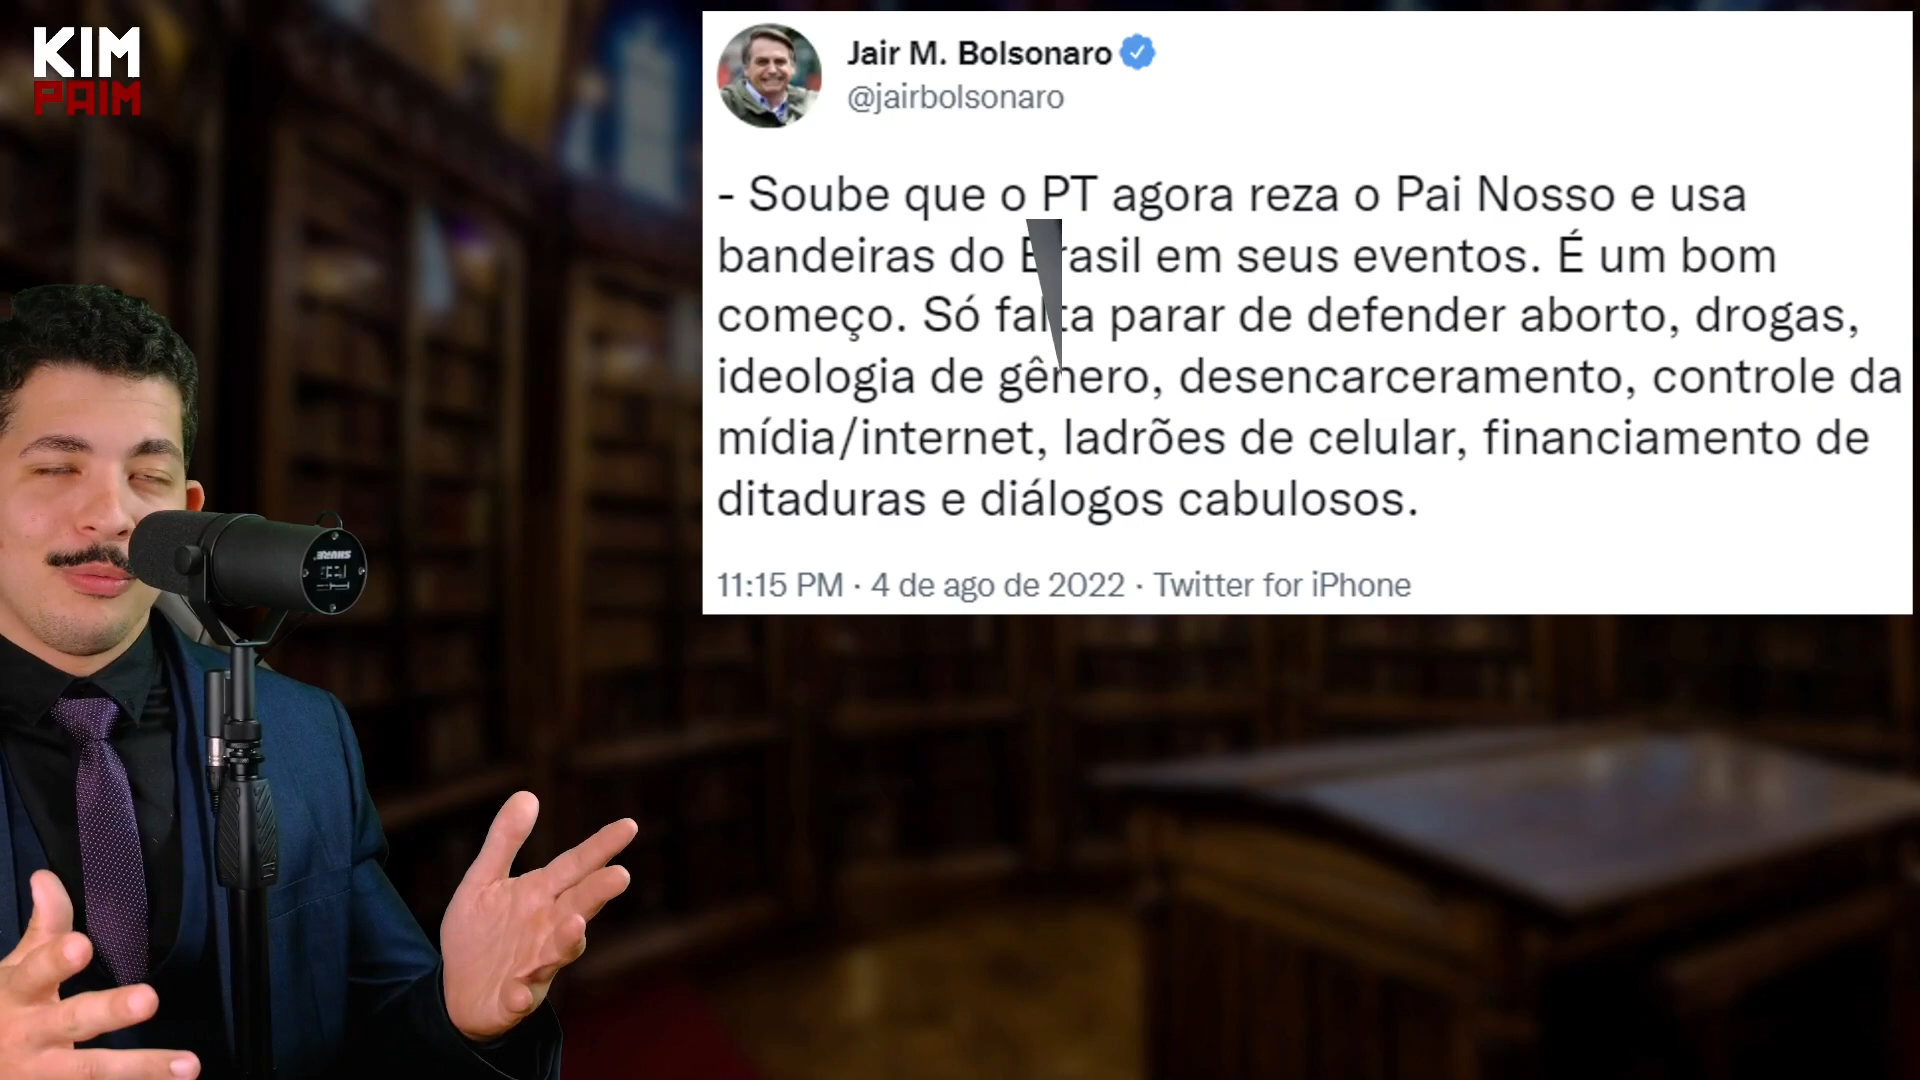 KIM
PAIM
Jair M. Bolsonaro
@jairbolsonaro
- Soube que o PT agora reza o Pai Nosso e usa
bandeiras do Brasil em seus eventos. É um bom
começo. Só falta parar de defender aborto, drogas,
ideologia de gênero, desencarceramento, controle da
mídia/internet, ladrões de celular, financiamento de
ditaduras e diálogos cabulosos.
11:15 PM · 4 de ago de 2022 · Twitter for iPhone
SHURE